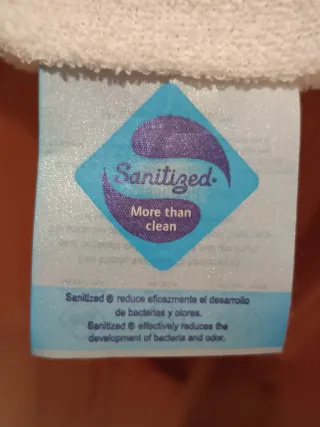 Sanitized®
More than
clean
Sanitized ® reduce eficazmente el desarrollo
de bacterias y olores.
Sanitized ® effectively reduces the
development of bacteria and odor.